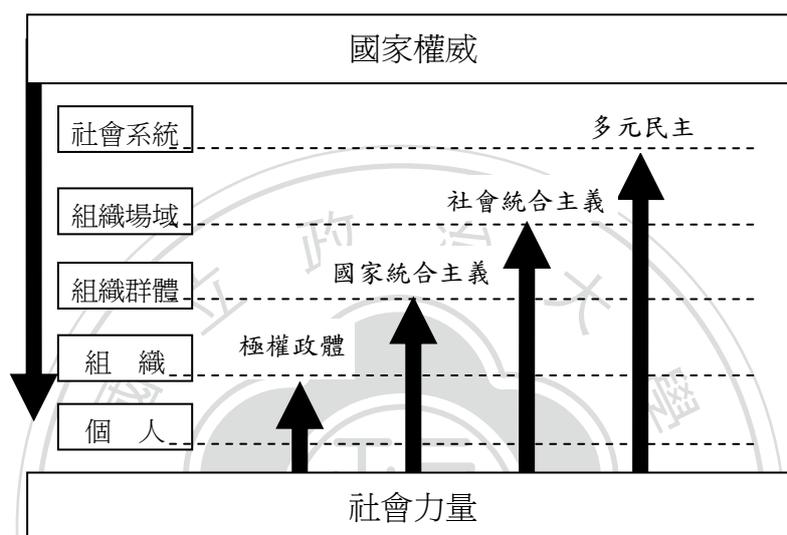 國家權威
社會系統
多元民主
組織場域
社會統合主義
組織群體
國家統合主義
組　織
極權政體
個　人
社會力量